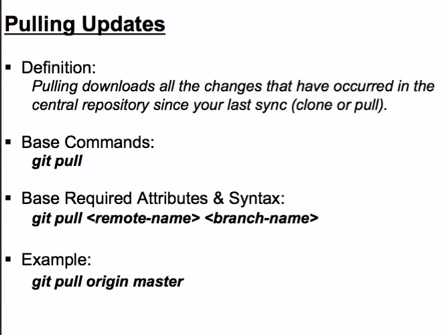 Pulling Updates
▪ Definition:
Pulling downloads all the changes that have occurred in the
central repository since your last sync (clone or pull).
▪ Base Commands:
git pull
▪ Base Required Attributes & Syntax:
git pull <remote-name> <branch-name>
▪ Example:
git pull origin master